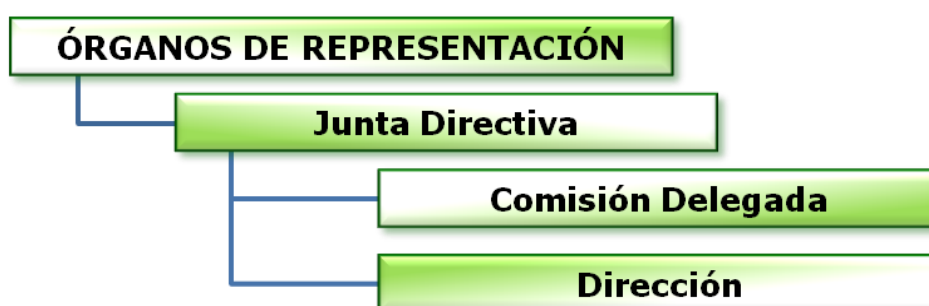 ÓRGANOS DE REPRESENTACIÓN
Junta Directiva
Comisión Delegada
Dirección